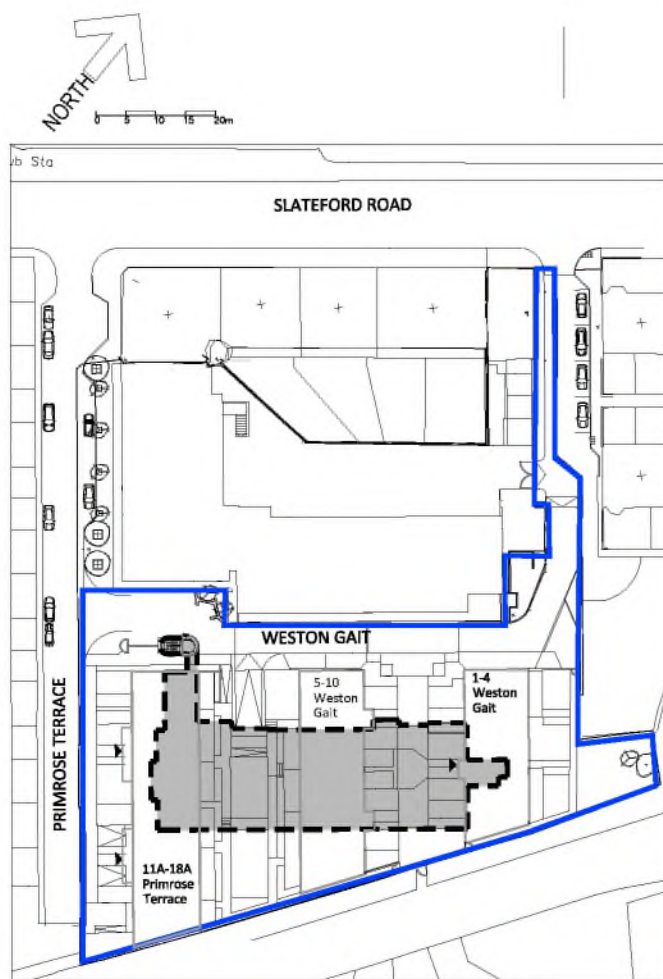 NORTH
0 5 10 15 20m
ub Sta
SLATEFORD ROAD
WESTON GAIT
PRIMROSE TERRACE
5-10
Weston
Gait
1-4
Weston
Gait
11A-18A
Primrose
Terrace